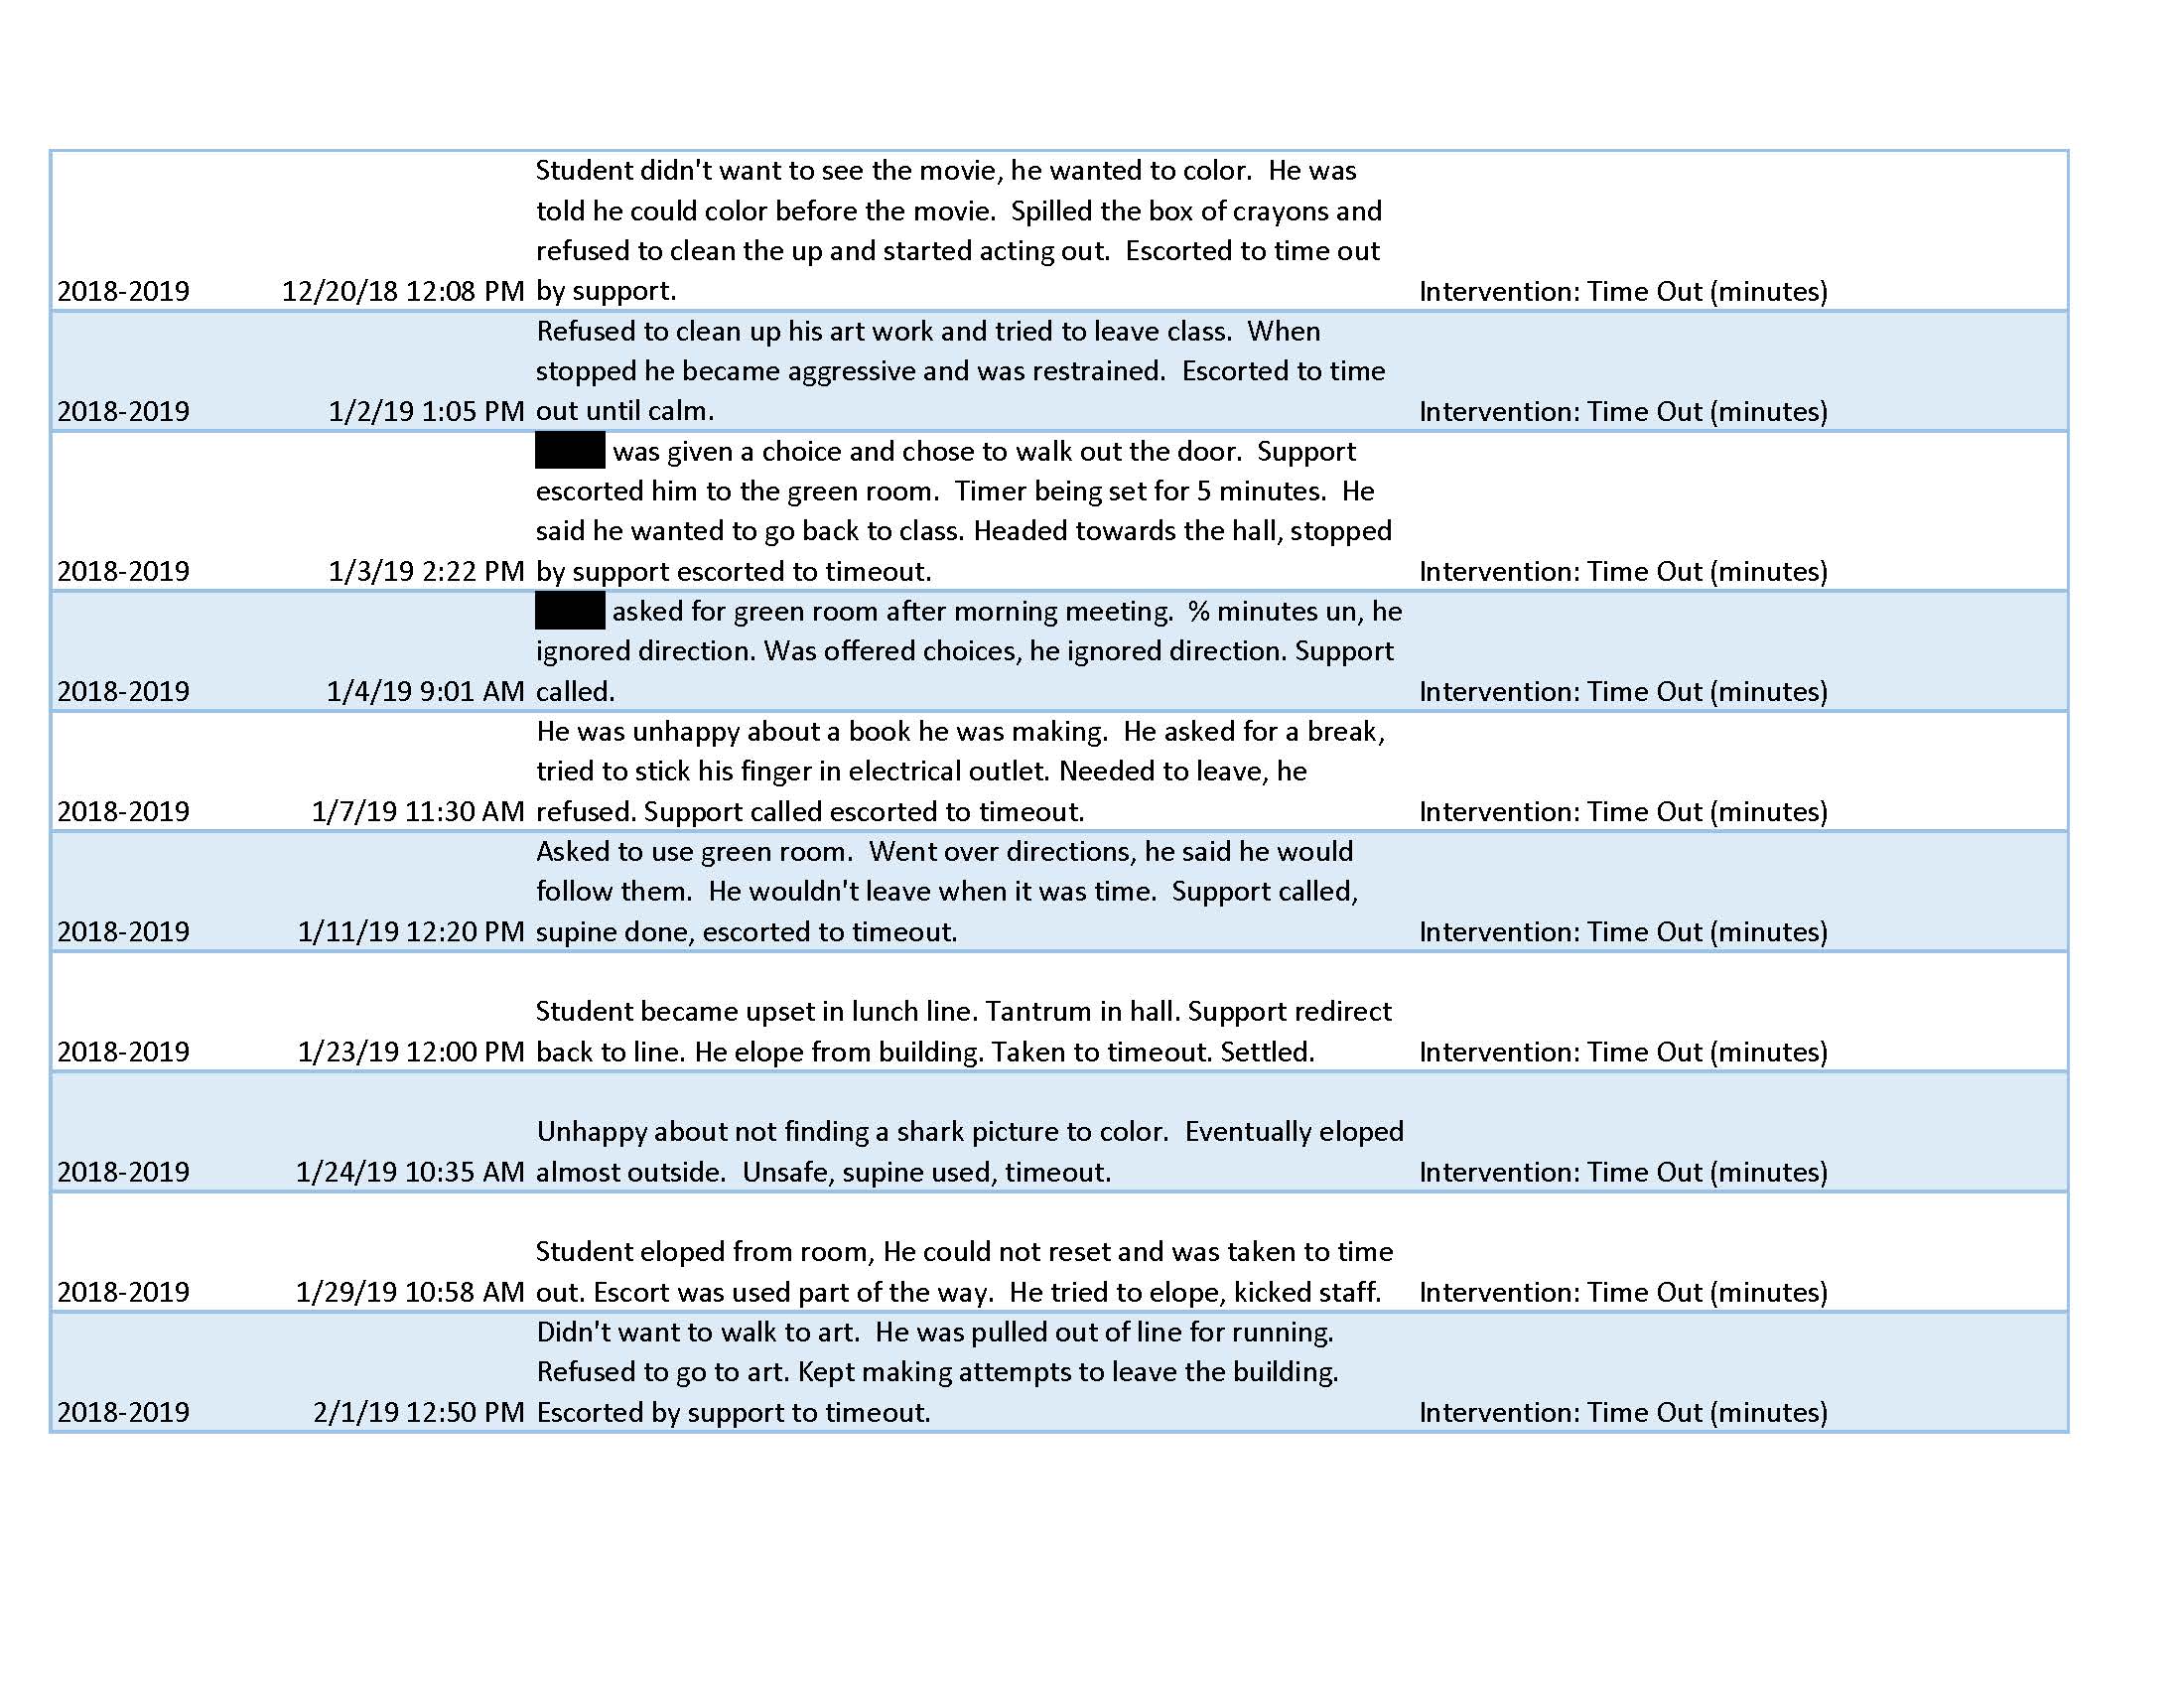 Student didn't want to see the movie, he wanted to color.  He was
told he could color before the movie.  Spilled the box of crayons and
refused to clean the up and started acting out.  Escorted to time out
2018-2019 12/20/18 12:08 PM by support. Intervention: Time Out (minutes)
Refused to clean up his art work and tried to leave class.  When
stopped he became aggressive and was restrained.  Escorted to time
2018-2019 1/2/19 1:05 PM out until calm. Intervention: Time Out (minutes)
was given a choice and chose to walk out the door.  Support
escorted him to the green room.  Timer being set for 5 minutes.  He
said he wanted to go back to class. Headed towards the hall, stopped
2018-2019 1/3/19 2:22 PM by support escorted to timeout. Intervention: Time Out (minutes)
asked for green room after morning meeting.  % minutes un, he
ignored direction. Was offered choices, he ignored direction. Support
2018-2019 1/4/19 9:01 AM called. Intervention: Time Out (minutes)
He was unhappy about a book he was making.  He asked for a break,
tried to stick his finger in electrical outlet. Needed to leave, he
2018-2019 1/7/19 11:30 AM refused. Support called escorted to timeout. Intervention: Time Out (minutes)
Asked to use green room.  Went over directions, he said he would
follow them.  He wouldn't leave when it was time.  Support called,
2018-2019 1/11/19 12:20 PM supine done, escorted to timeout. Intervention: Time Out (minutes)
Student became upset in lunch line. Tantrum in hall. Support redirect
2018-2019 1/23/19 12:00 PM back to line. He elope from building. Taken to timeout. Settled. Intervention: Time Out (minutes)
Unhappy about not finding a shark picture to color.  Eventually eloped
2018-2019 1/24/19 10:35 AM almost outside.  Unsafe, supine used, timeout. Intervention: Time Out (minutes)
Student eloped from room, He could not reset and was taken to time
2018-2019 1/29/19 10:58 AM out. Escort was used part of the way.  He tried to elope, kicked staff. Intervention: Time Out (minutes)
Didn't want to walk to art.  He was pulled out of line for running.
Refused to go to art. Kept making attempts to leave the building.
2018-2019 2/1/19 12:50 PM Escorted by support to timeout. Intervention: Time Out (minutes)